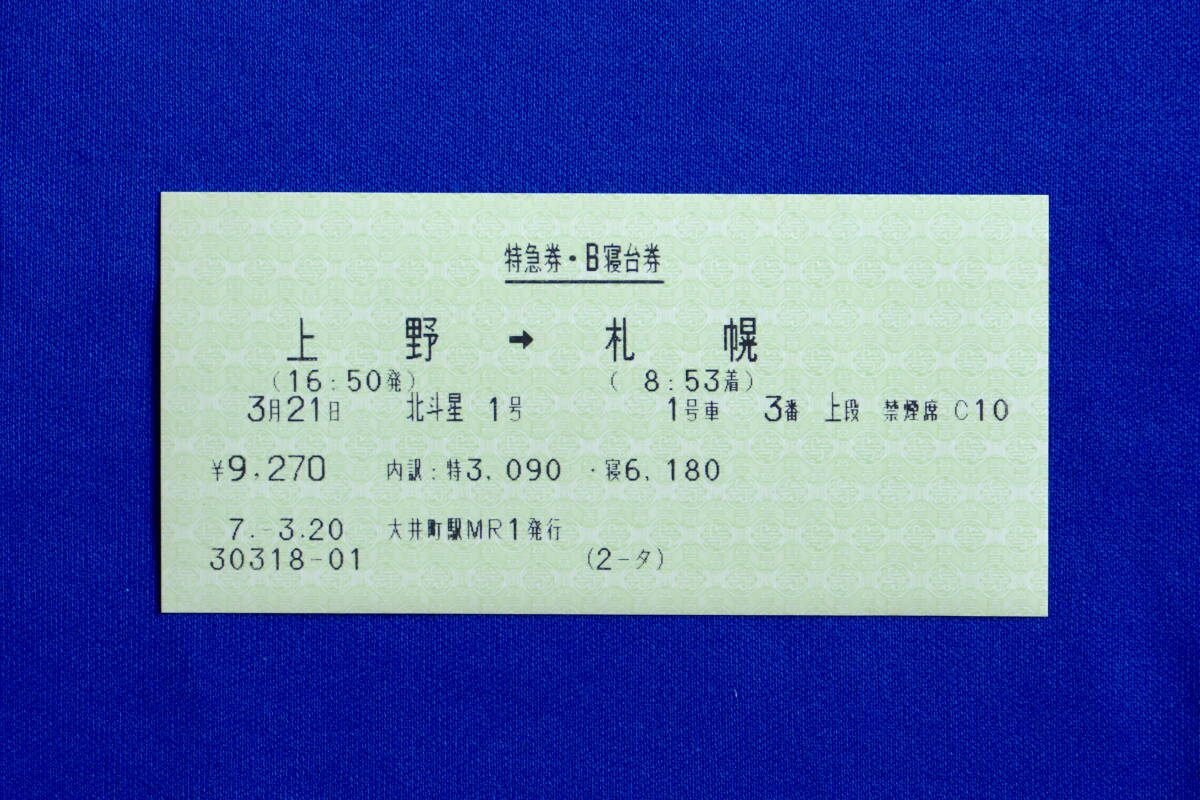 特急券・B寝台券
上野 → 札幌
(16:50発) ( 8:53着)
3月21日 北斗星 1号 1号車 3番 上段 禁煙席 C10
¥9,270 内訳:特3,090 ・寝6,180
7.-3.20 大井町駅MR1発行
30318-01 (2-タ)